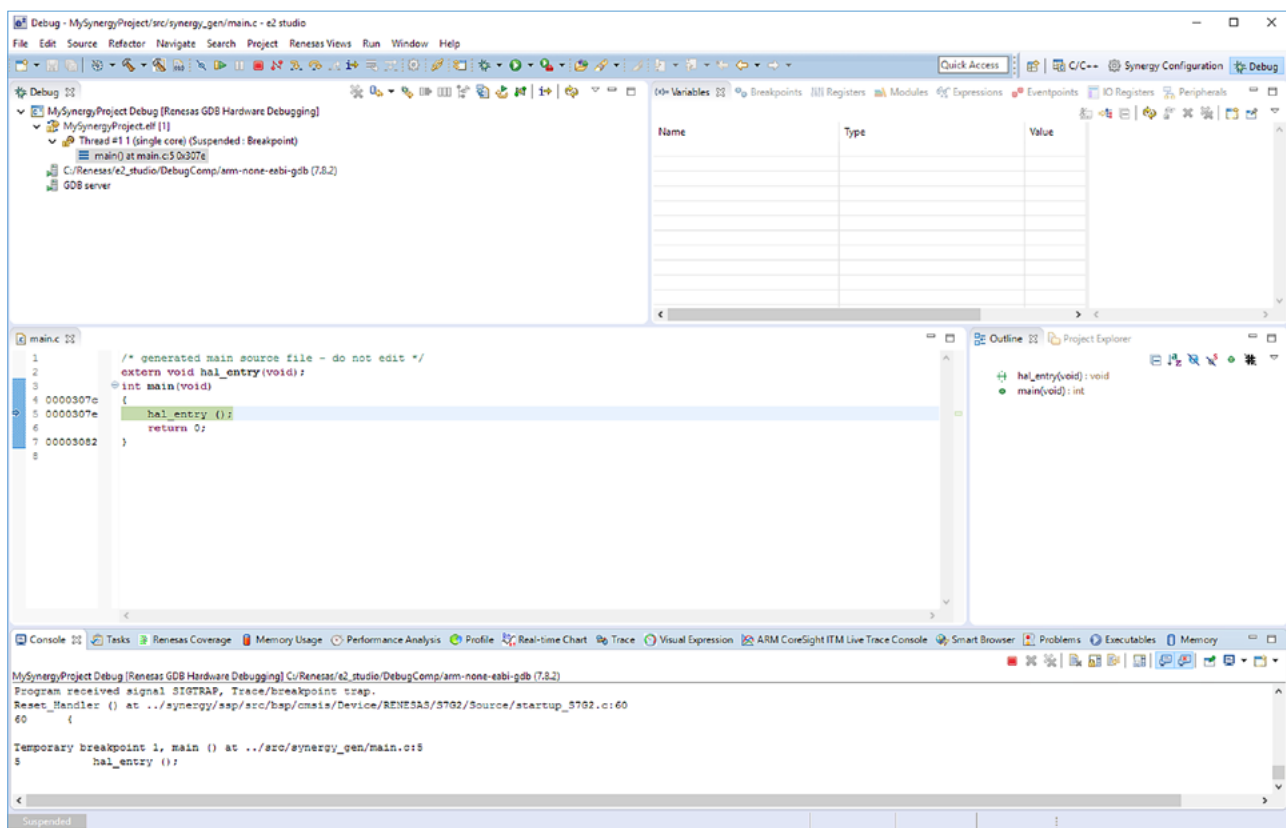 Debug - MySynergyProject/src/synergy_gen/main.c - e2 studio
File Edit Source Refactor Navigate Search Project Renesas Views Run Window Help
Quick Access C/C++ Synergy Configuration Debug
Debug
MySynergyProject Debug [Renesas GDB Hardware Debugging]
MySynergyProject.elf [1]
Thread #1 1 (single core) (Suspended : Breakpoint)
main() at main.c:5 0x307e
C:/Renesas/e2_studio/DebugComp/arm-none-eabi-gdb (7.8.2)
GDB server
(x)= Variables Breakpoints Registers Modules Expressions Eventpoints IO Registers Peripherals
Name Type Value
main.c
1 /* generated main source file - do not edit */
2 extern void hal_entry(void);
3 int main(void)
4 0000307c {
5 0000307e hal_entry ();
6 return 0;
7 00003082 }
8
Outline Project Explorer
hal_entry(void) : void
main(void) : int
Console Tasks Renesas Coverage Memory Usage Performance Analysis Profile Real-time Chart Trace Visual Expression ARM CoreSight ITM Live Trace Console Smart Browser Problems Executables Memory
MySynergyProject Debug [Renesas GDB Hardware Debugging] C:/Renesas/e2_studio/DebugComp/arm-none-eabi-gdb (7.8.2)
Program received signal SIGTRAP, Trace/breakpoint trap.
Reset_Handler () at ../synergy/ssp/src/bsp/cmsis/Device/RENESAS/S7G2/Source/startup_S7G2.c:60
60 {
Temporary breakpoint 1, main () at ../src/synergy_gen/main.c:5
5 hal_entry ();
Suspended